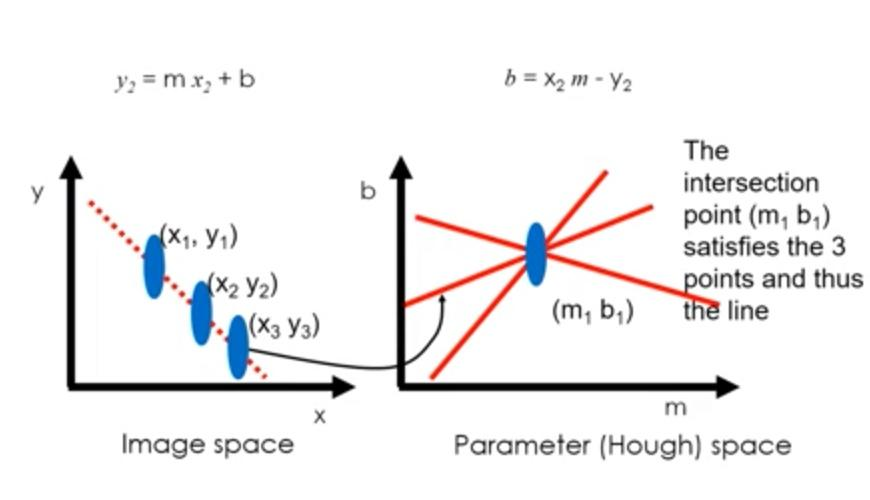 y₂ = m x₂ + b
b = x₂ m - y₂
y
(x₁, y₁)
(x₂ y₂)
(x₃ y₃)
x
Image space
b
(m₁ b₁)
m
Parameter (Hough) space
The
intersection
point (m₁ b₁)
satisfies the 3
points and thus
the line